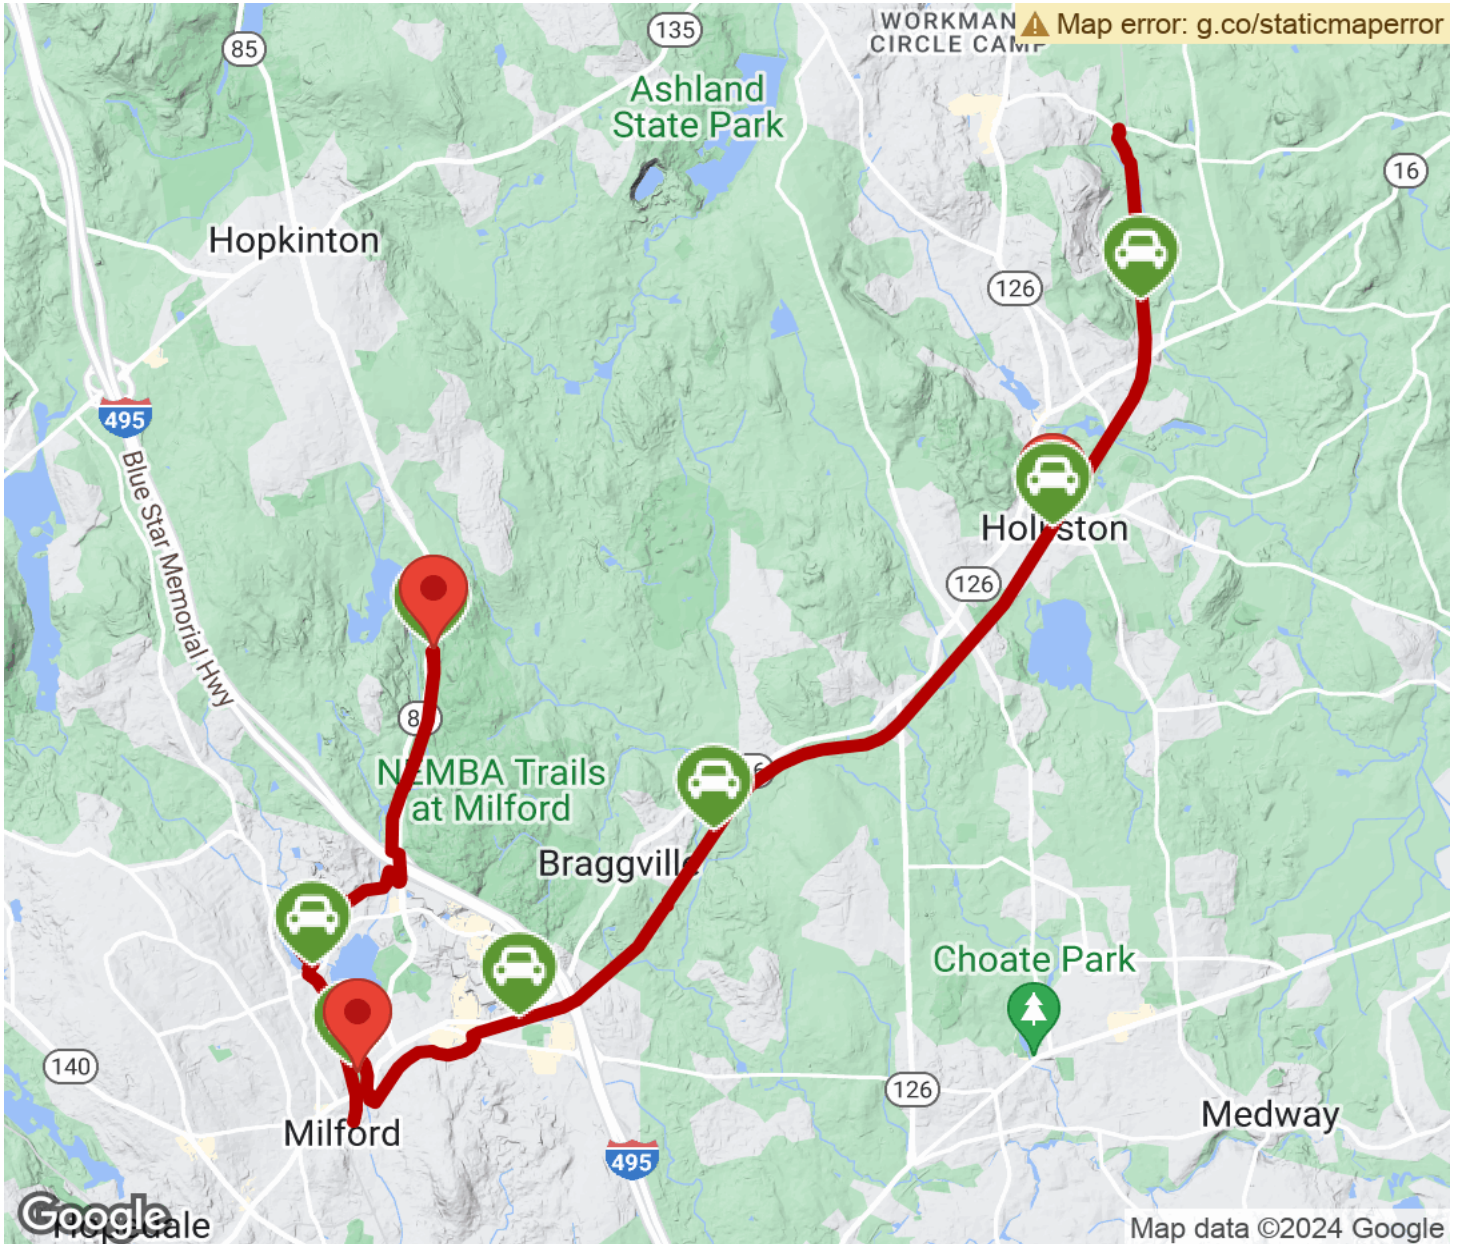 WORKMAN
CIRCLE CAMP
Map error: g.co/staticmaperror
135
85
Ashland
State Park
16
Hopkinton
126
495
Blue Star Memorial Hwy
Holliston
126
NEMBA Trails
at Milford
Braggville
Choate Park
140
126
Medway
Milford
495
Google
Hopedale
Map data ©2024 Google